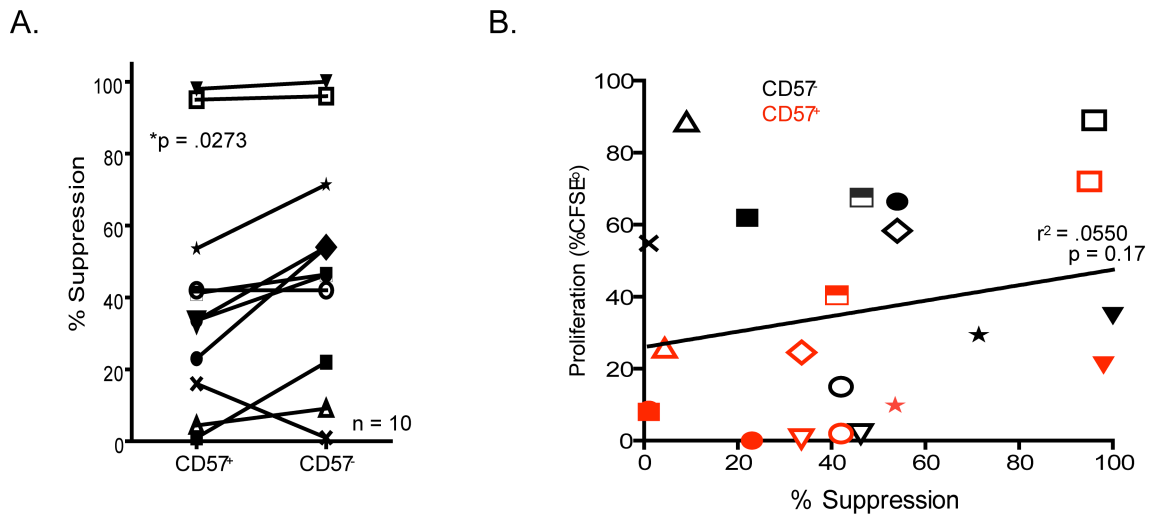 A.
B.
100
80
60
40
20
0
% Suppression
*p = .0273
n = 10
CD57+
CD57-
100
80
60
40
20
0
Proliferation (%CFSElo)
CD57-
CD57+
r2 = .0550
p = 0.17
0 20 40 60 80 100
% Suppression